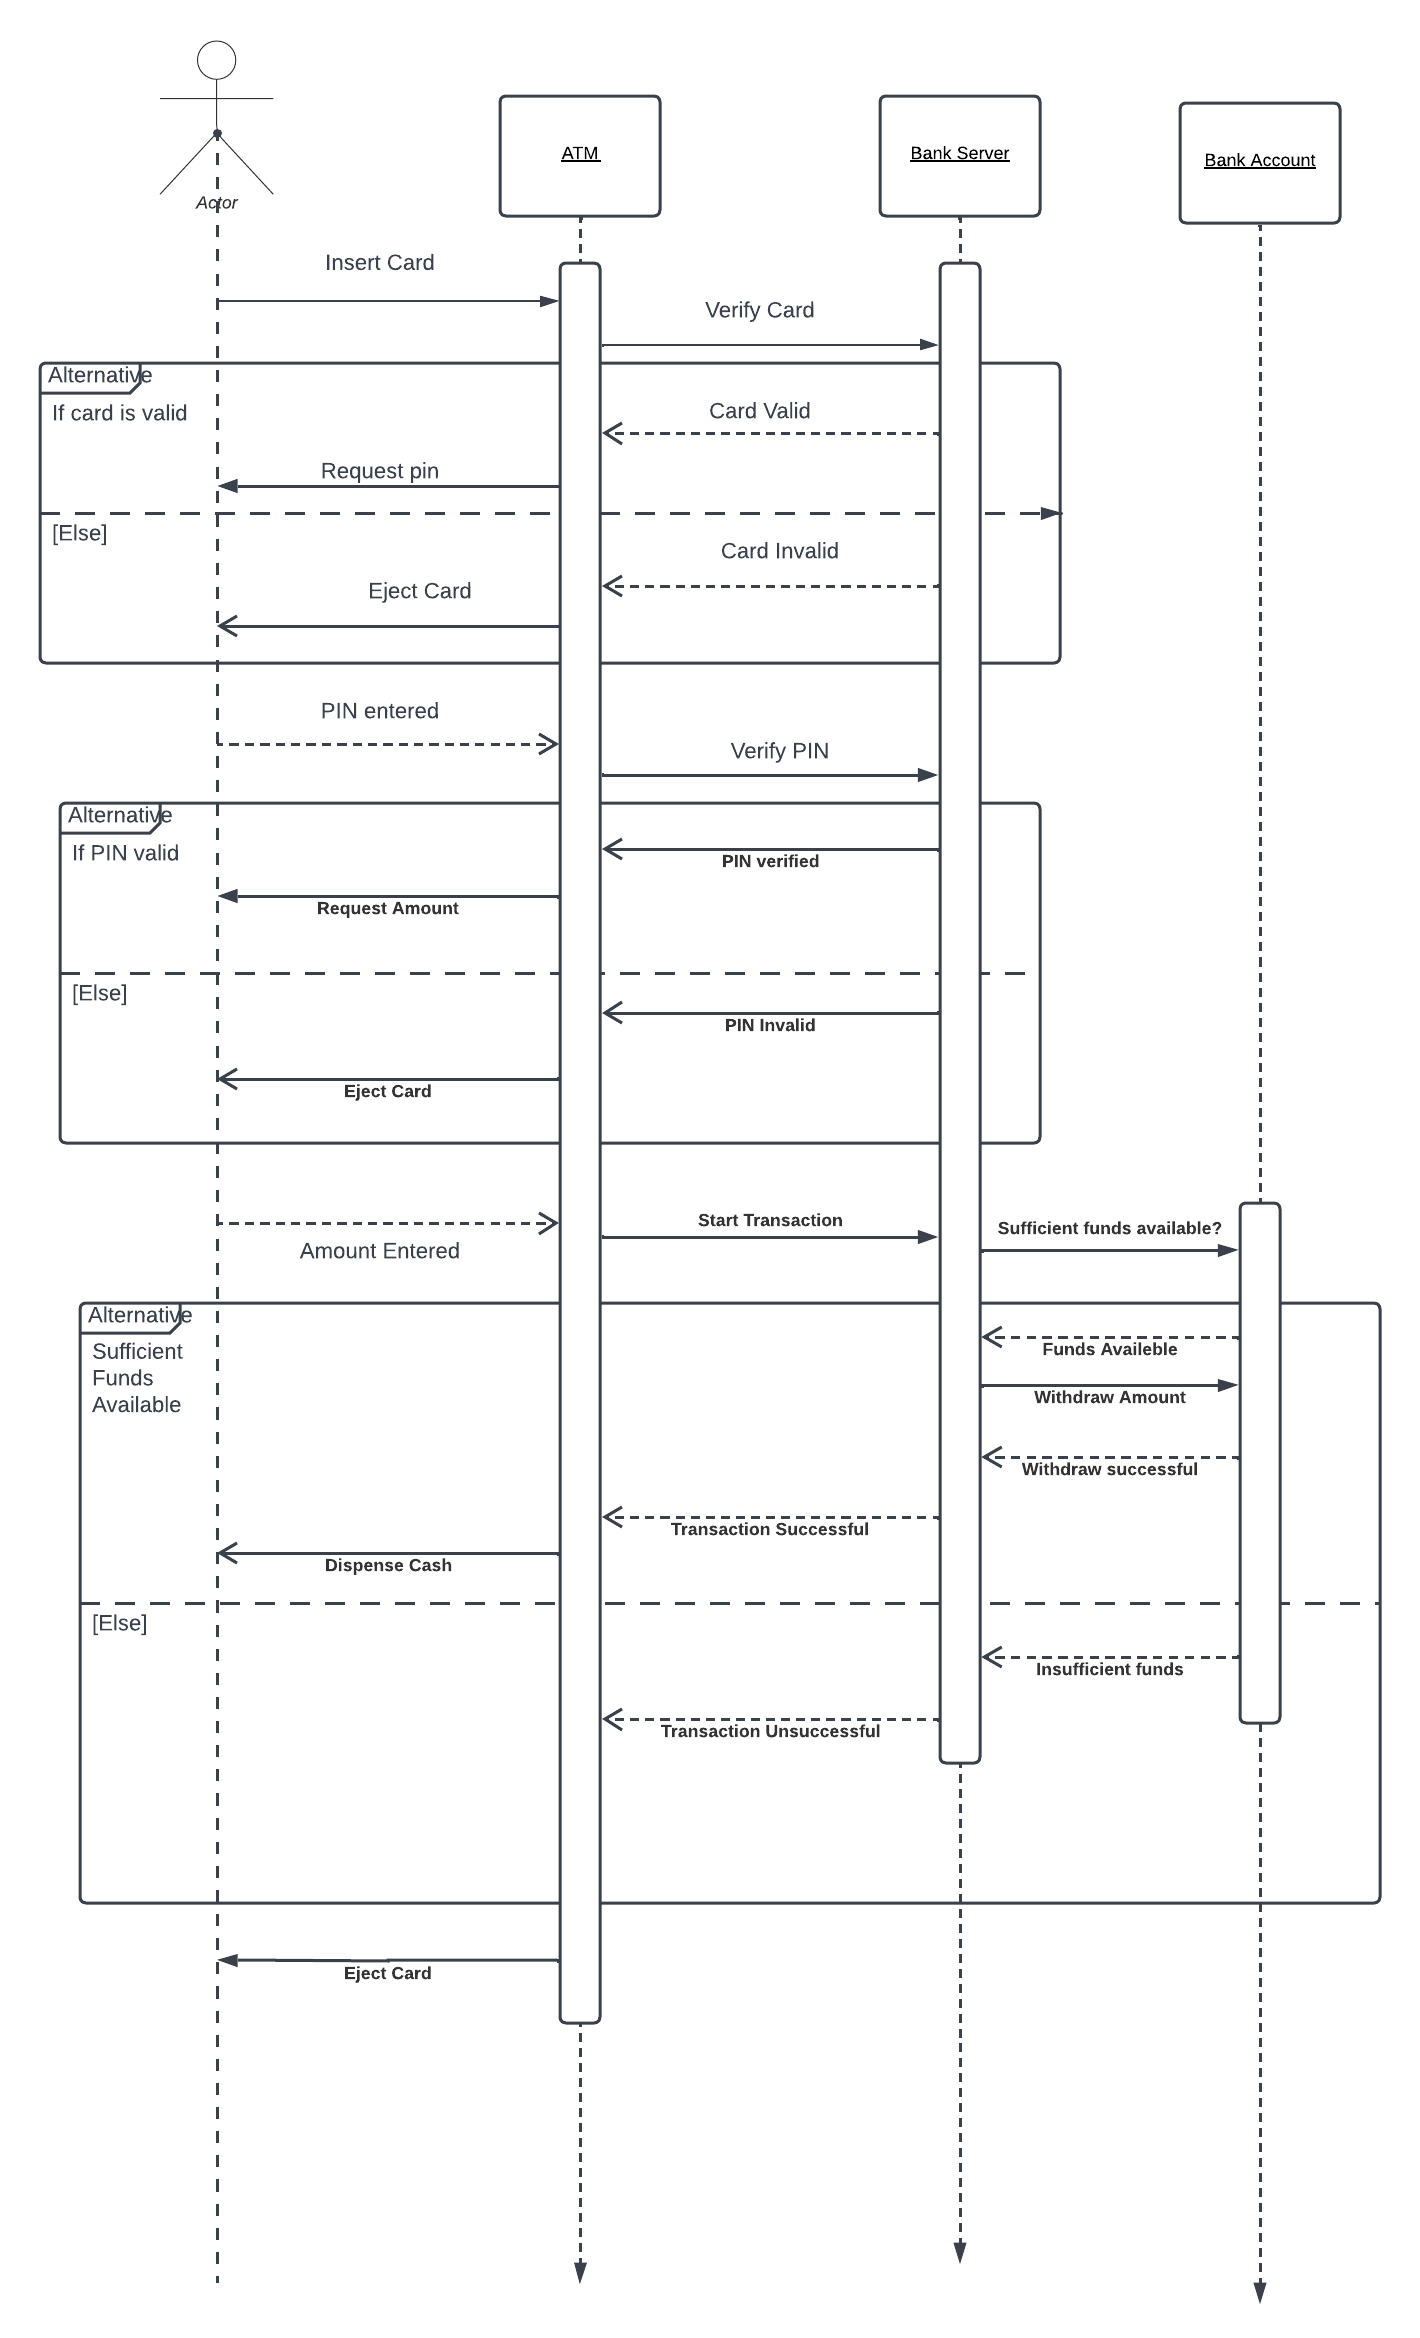 Actor
ATM
Bank Server
Bank Account
Insert Card
Verify Card
Alternative
If card is valid
Card Valid
Request pin
[Else]
Card Invalid
Eject Card
PIN entered
Verify PIN
Alternative
If PIN valid
PIN verified
Request Amount
[Else]
PIN Invalid
Eject Card
Start Transaction
Sufficient funds available?
Amount Entered
Alternative
Sufficient
Funds
Available
Funds Availeble
Withdraw Amount
Withdraw successful
Transaction Successful
Dispense Cash
[Else]
Insufficient funds
Transaction Unsuccessful
Eject Card